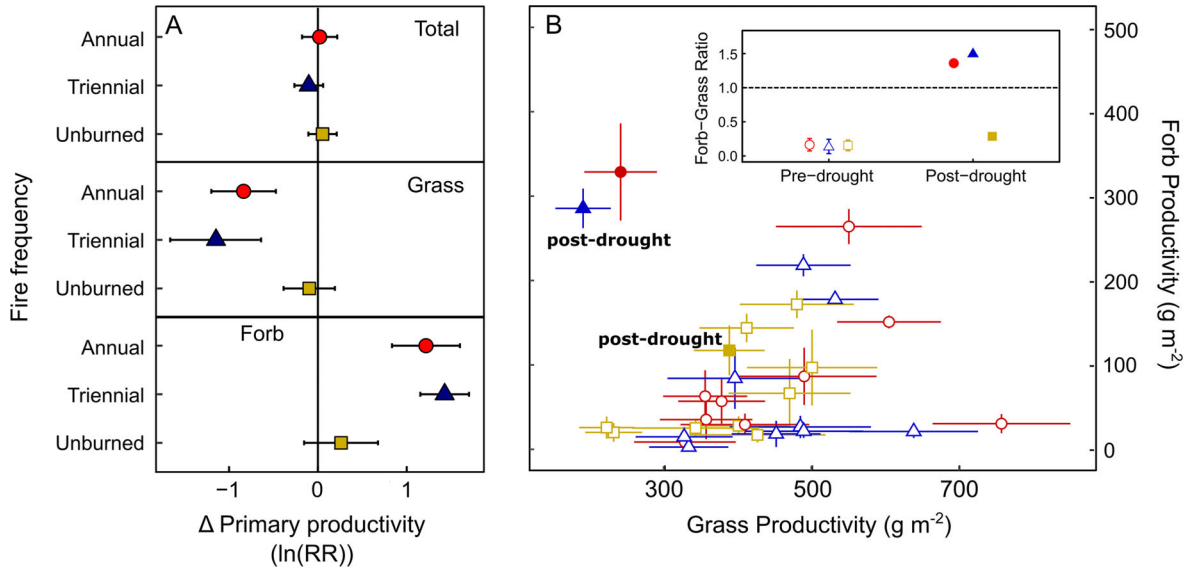 A
Total
Annual
Triennial
Unburned
Grass
Annual
Triennial
Unburned
Forb
Annual
Triennial
Unburned
Fire frequency
−1 0 1
Δ Primary productivity
(ln(RR))
B
Forb−Grass Ratio
1.5
1.0
0.5
0.0
Pre−drought Post−drought
post-drought
post-drought
500
400
300
200
100
0
Forb Productivity (g m-2)
300 500 700
Grass Productivity (g m-2)